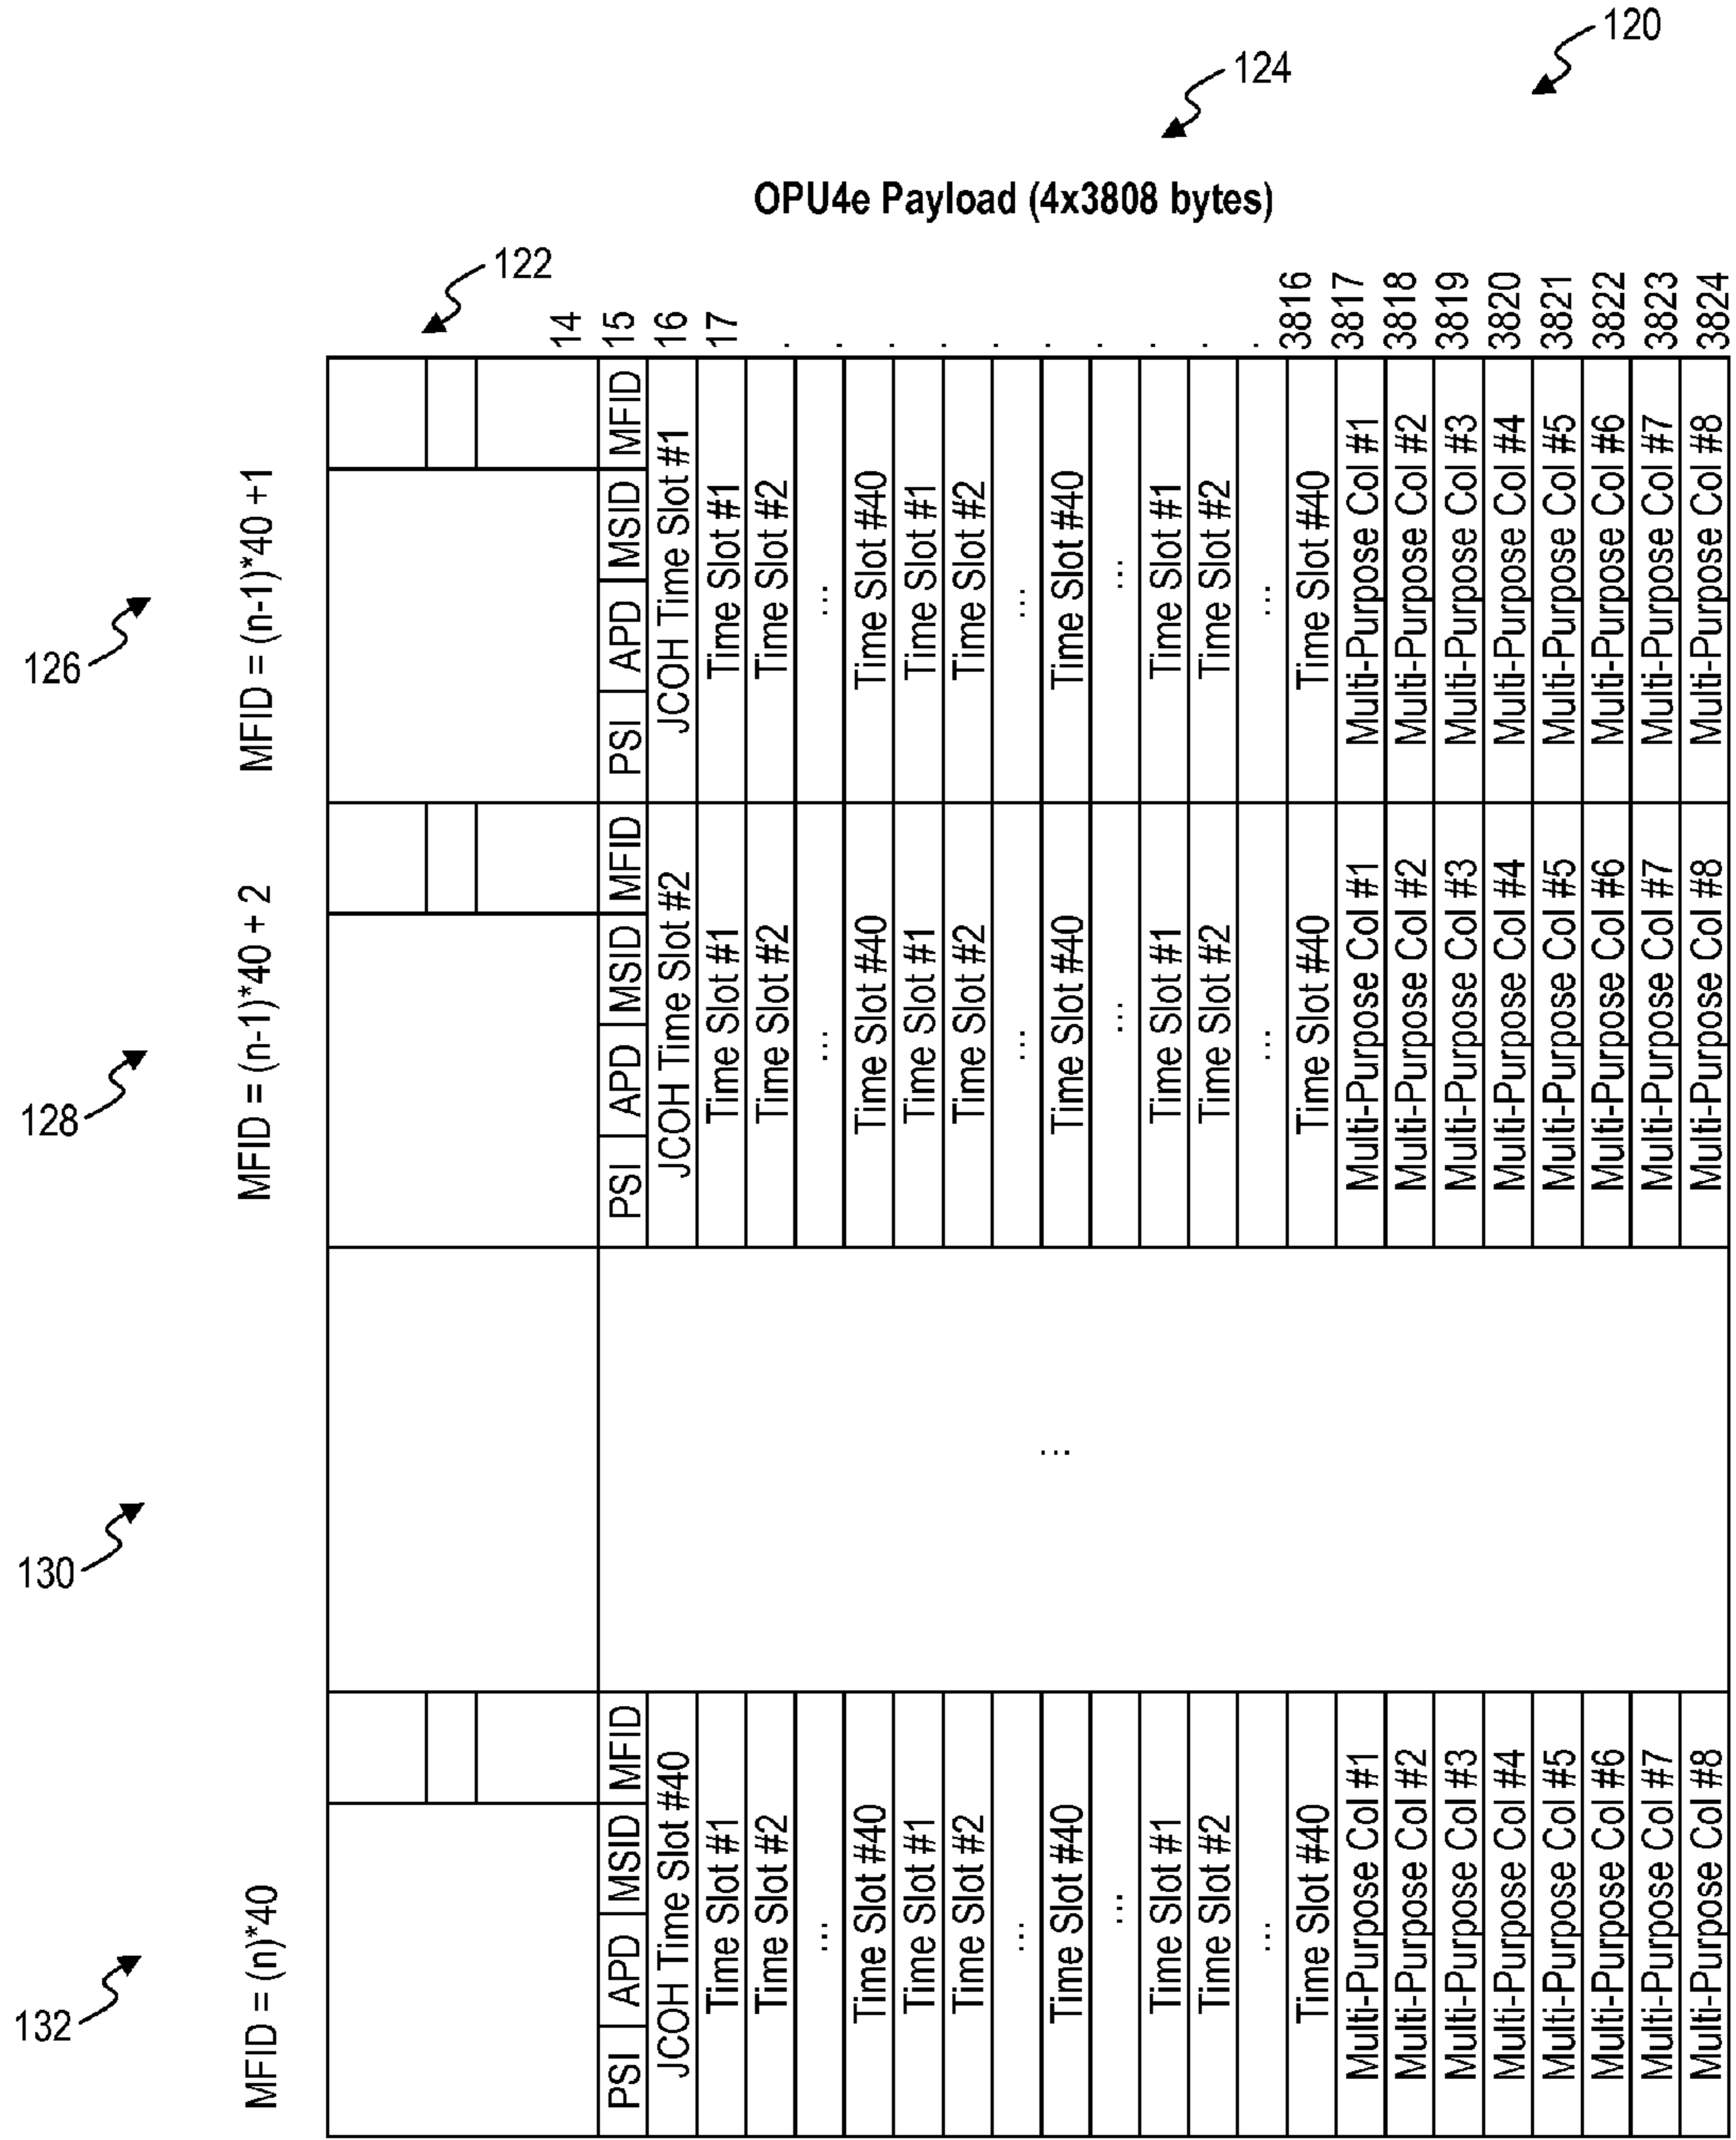 120
124
OPU4e Payload (4x3808 bytes)
122
14
15
16
17
.
.
.
.
.
.
.
.
.
.
3816
3817
3818
3819
3820
3821
3822
3823
3824
126
MFID = (n-1)*40 +1
PSI APD MSID MFID
JCOH Time Slot #1
Time Slot #1
Time Slot #2
...
Time Slot #40
Time Slot #1
Time Slot #2
...
Time Slot #40
...
Time Slot #1
Time Slot #2
...
Time Slot #40
Multi-Purpose Col #1
Multi-Purpose Col #2
Multi-Purpose Col #3
Multi-Purpose Col #4
Multi-Purpose Col #5
Multi-Purpose Col #6
Multi-Purpose Col #7
Multi-Purpose Col #8
128
MFID = (n-1)*40 + 2
PSI APD MSID MFID
JCOH Time Slot #2
Time Slot #1
Time Slot #2
...
Time Slot #40
Time Slot #1
Time Slot #2
...
Time Slot #40
...
Time Slot #1
Time Slot #2
...
Time Slot #40
Multi-Purpose Col #1
Multi-Purpose Col #2
Multi-Purpose Col #3
Multi-Purpose Col #4
Multi-Purpose Col #5
Multi-Purpose Col #6
Multi-Purpose Col #7
Multi-Purpose Col #8
130
...
132
MFID = (n)*40
PSI APD MSID MFID
JCOH Time Slot #40
Time Slot #1
Time Slot #2
...
Time Slot #40
Time Slot #1
Time Slot #2
...
Time Slot #40
...
Time Slot #1
Time Slot #2
...
Time Slot #40
Multi-Purpose Col #1
Multi-Purpose Col #2
Multi-Purpose Col #3
Multi-Purpose Col #4
Multi-Purpose Col #5
Multi-Purpose Col #6
Multi-Purpose Col #7
Multi-Purpose Col #8